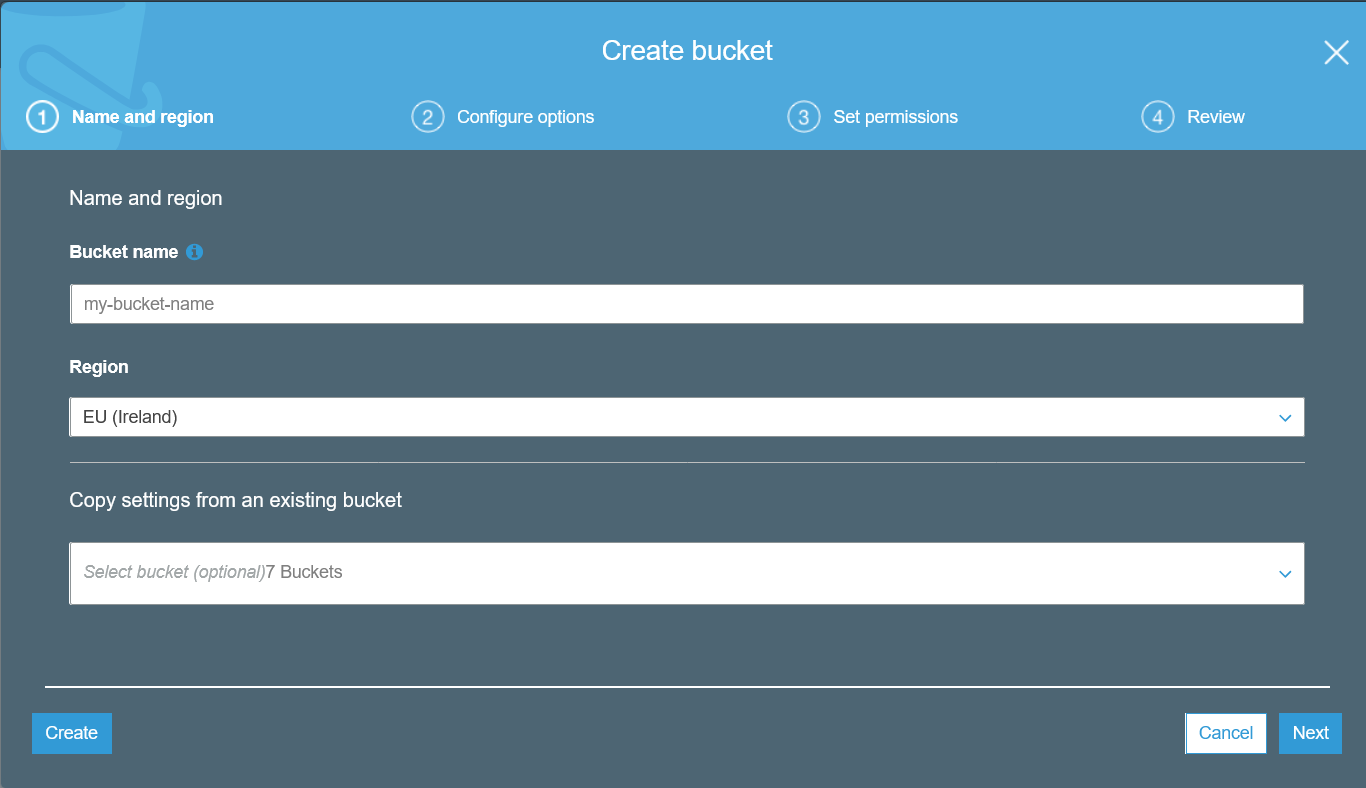 Create bucket
1 Name and region
2 Configure options
3 Set permissions
4 Review
Name and region
Bucket name
my-bucket-name
Region
EU (Ireland)
Copy settings from an existing bucket
Select bucket (optional)7 Buckets
Create
Cancel
Next